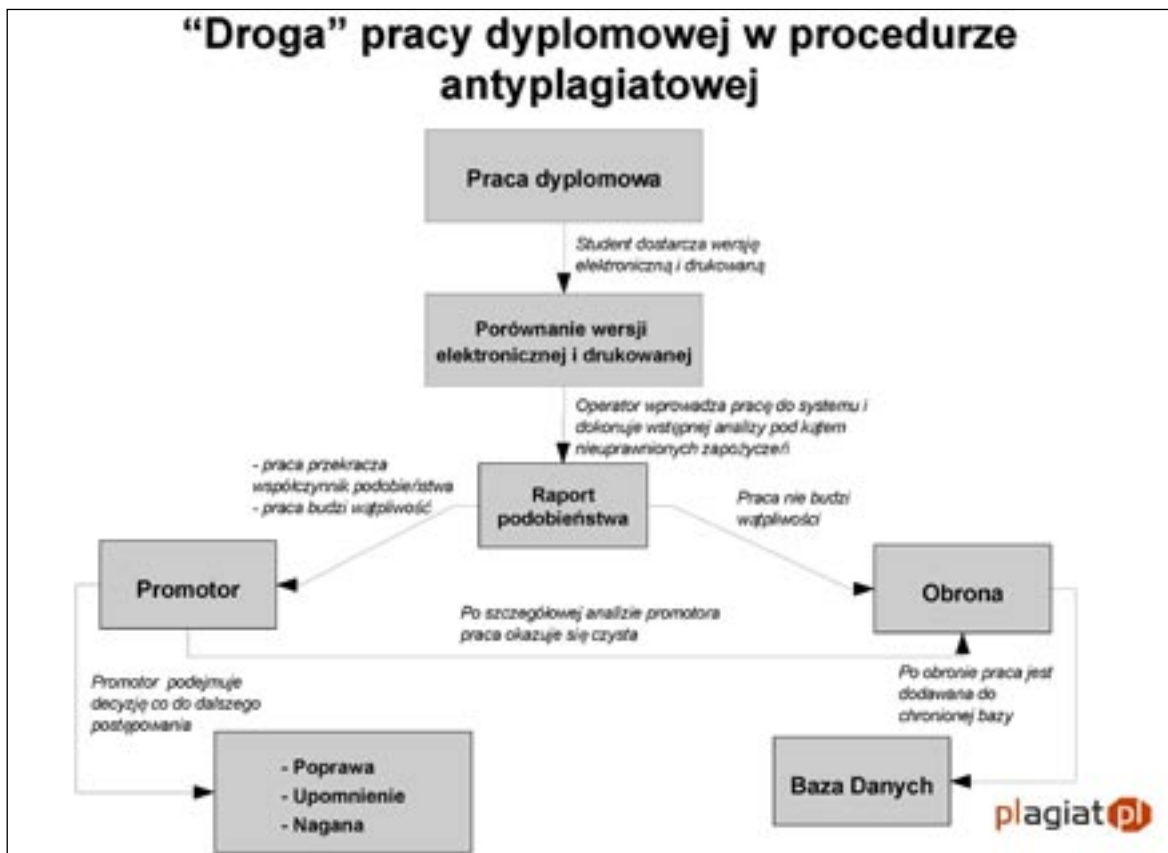 “Droga” pracy dyplomowej w procedurze
antyplagiatowej
Praca dyplomowa
Student dostarcza wersję
elektroniczną i drukowaną
Porównanie wersji
elektronicznej i drukowanej
Operator wprowadza pracę do systemu i
dokonuje wstępnej analizy pod kątem
nieuprawnionych zapożyczeń
- praca przekracza
współczynnik podobieństwa
- praca budzi wątpliwość
Raport
podobieństwa
Praca nie budzi
wątpliwości
Promotor
Obrona
Po szczegółowej analizie promotora
praca okazuje się czysta
Promotor podejmuje
decyzję co do dalszego
postępowania
Po obronie praca jest
dodawana do
chronionej bazy
- Poprawa
- Upomnienie
- Nagana
Baza Danych
plagiat pl